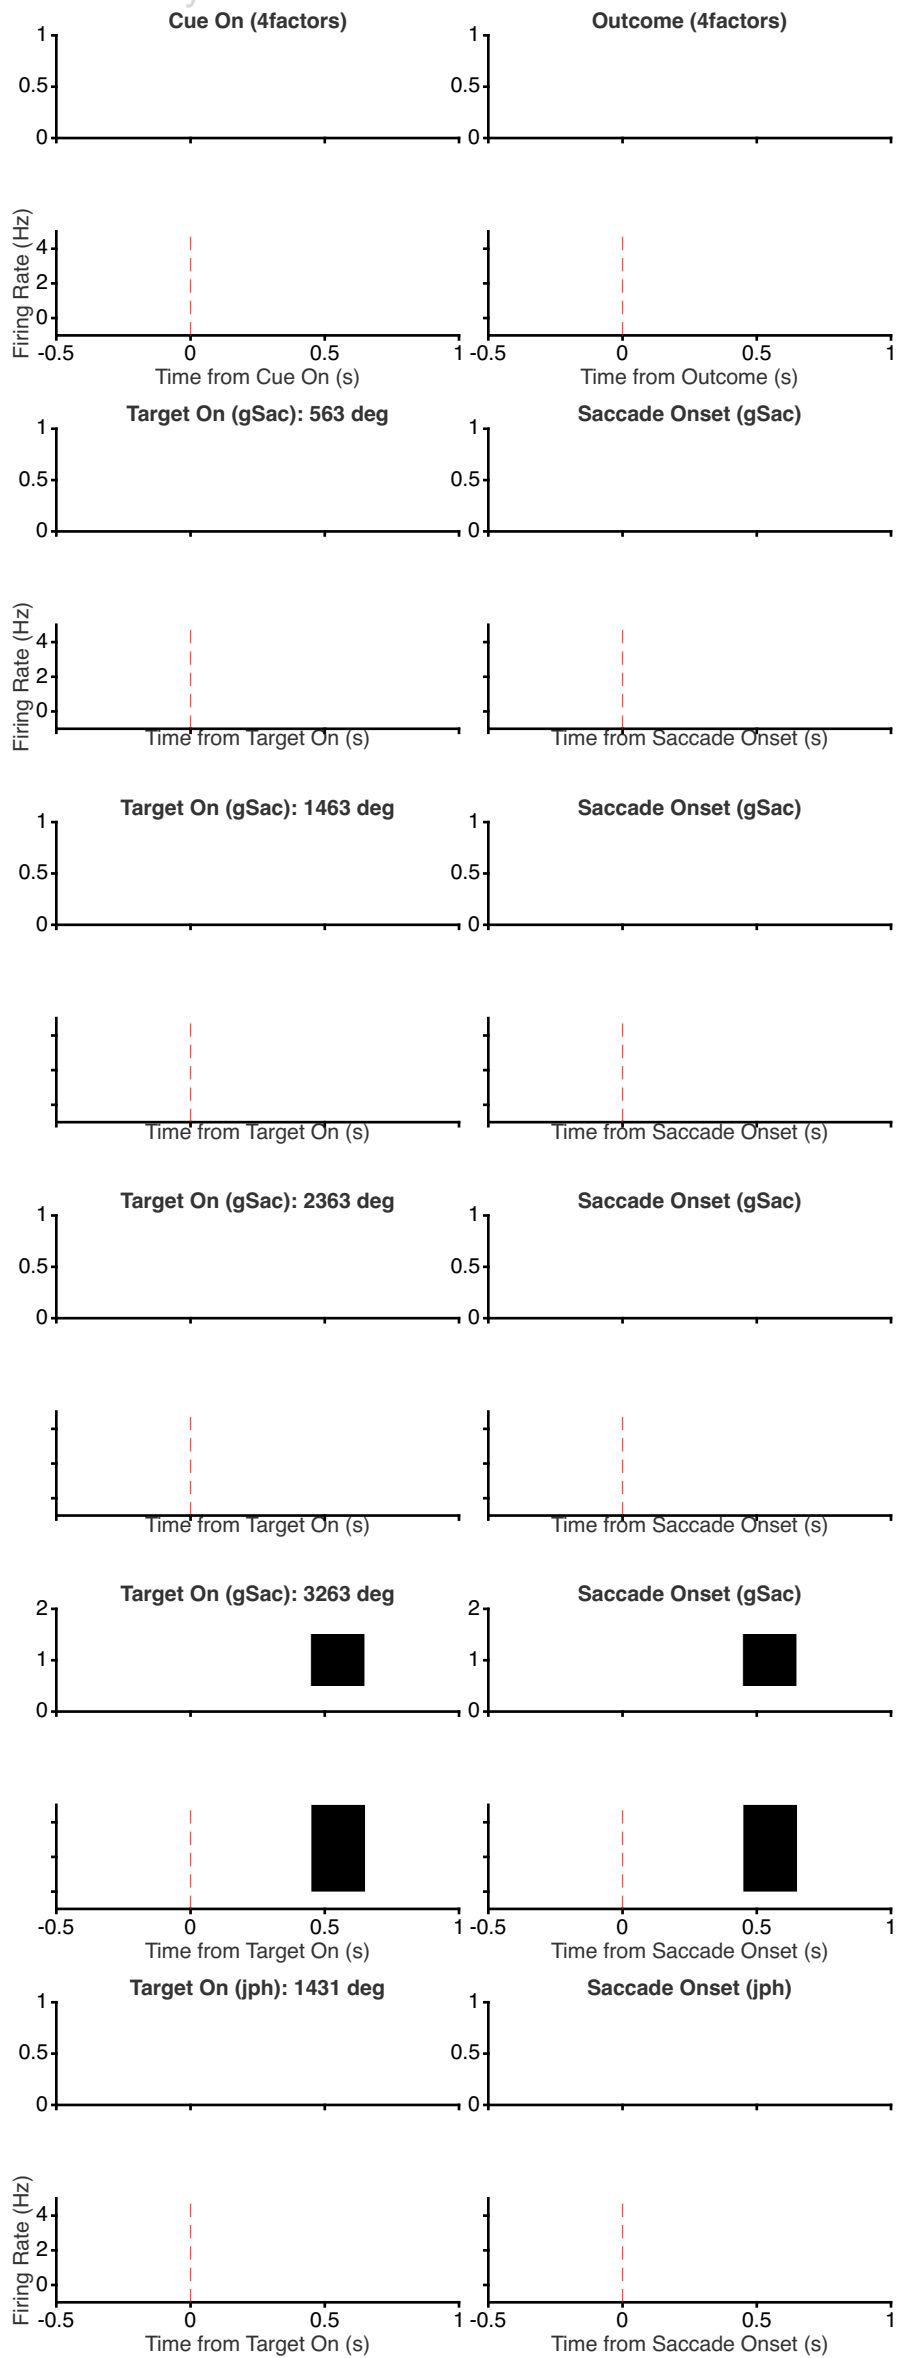 Cue On (4factors) Outcome (4factors)
1 1
0.5 0.5
0 0
Firing Rate (Hz)
4
2
0
-0.5 0 0.5 1 -0.5 0 0.5 1
Time from Cue On (s) Time from Outcome (s)
Target On (gSac): 563 deg Saccade Onset (gSac)
1 1
0.5 0.5
0 0
Firing Rate (Hz)
4
2
0
Time from Target On (s) Time from Saccade Onset (s)
Target On (gSac): 1463 deg Saccade Onset (gSac)
1 1
0.5 0.5
0 0
Time from Target On (s) Time from Saccade Onset (s)
Target On (gSac): 2363 deg Saccade Onset (gSac)
1 1
0.5 0.5
0 0
Time from Target On (s) Time from Saccade Onset (s)
Target On (gSac): 3263 deg Saccade Onset (gSac)
2 2
1 1
0 0
-0.5 0 0.5 1 -0.5 0 0.5 1
Time from Target On (s) Time from Saccade Onset (s)
Target On (jph): 1431 deg Saccade Onset (jph)
1 1
0.5 0.5
0 0
Firing Rate (Hz)
4
2
0
-0.5 0 0.5 1 -0.5 0 0.5 1
Time from Target On (s) Time from Saccade Onset (s)